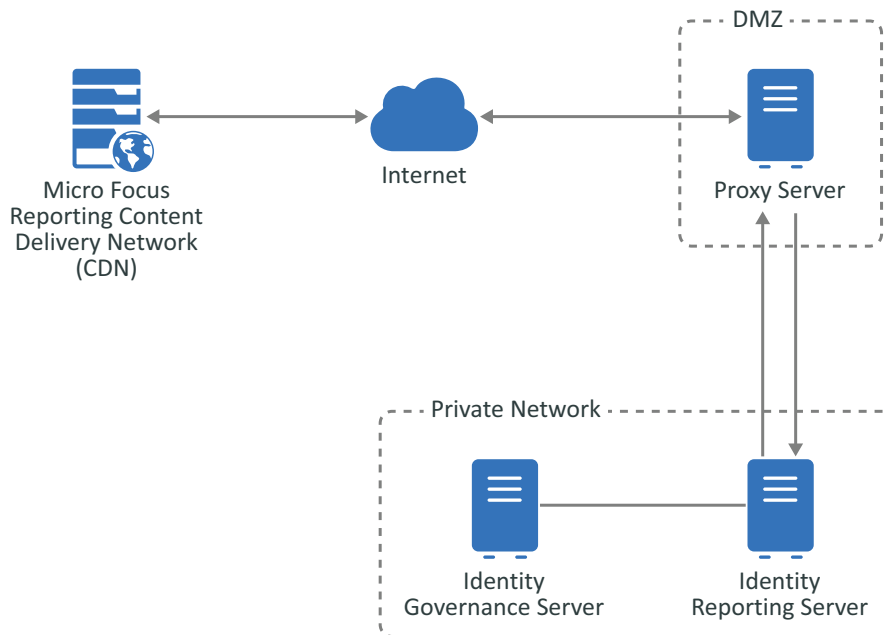 DMZ
Micro Focus
Reporting Content
Delivery Network
(CDN)
Internet
Proxy Server
Private Network
Identity
Governance Server
Identity
Reporting Server